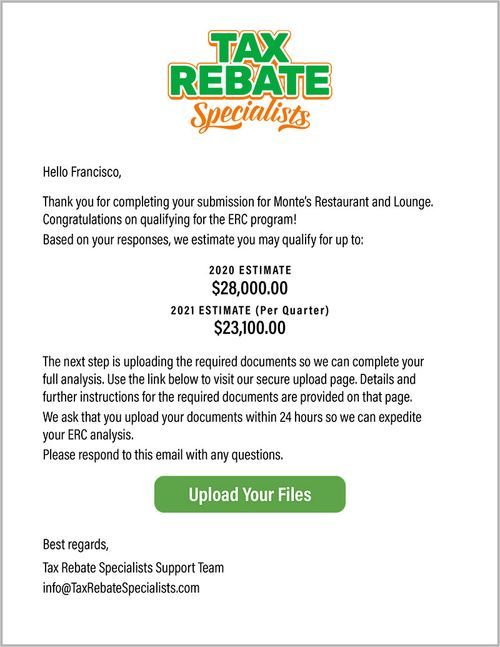 TAX
REBATE
Specialists
Hello Francisco,
Thank you for completing your submission for Monte's Restaurant and Lounge.
Congratulations on qualifying for the ERC program!
Based on your responses, we estimate you may qualify for up to:
2020 ESTIMATE
$28,000.00
2021 ESTIMATE (Per Quarter)
$23,100.00
The next step is uploading the required documents so we can complete your
full analysis. Use the link below to visit our secure upload page. Details and
further instructions for the required documents are provided on that page.
We ask that you upload your documents within 24 hours so we can expedite
your ERC analysis.
Please respond to this email with any questions.
Upload Your Files
Best regards,
Tax Rebate Specialists Support Team
info@TaxRebateSpecialists.com